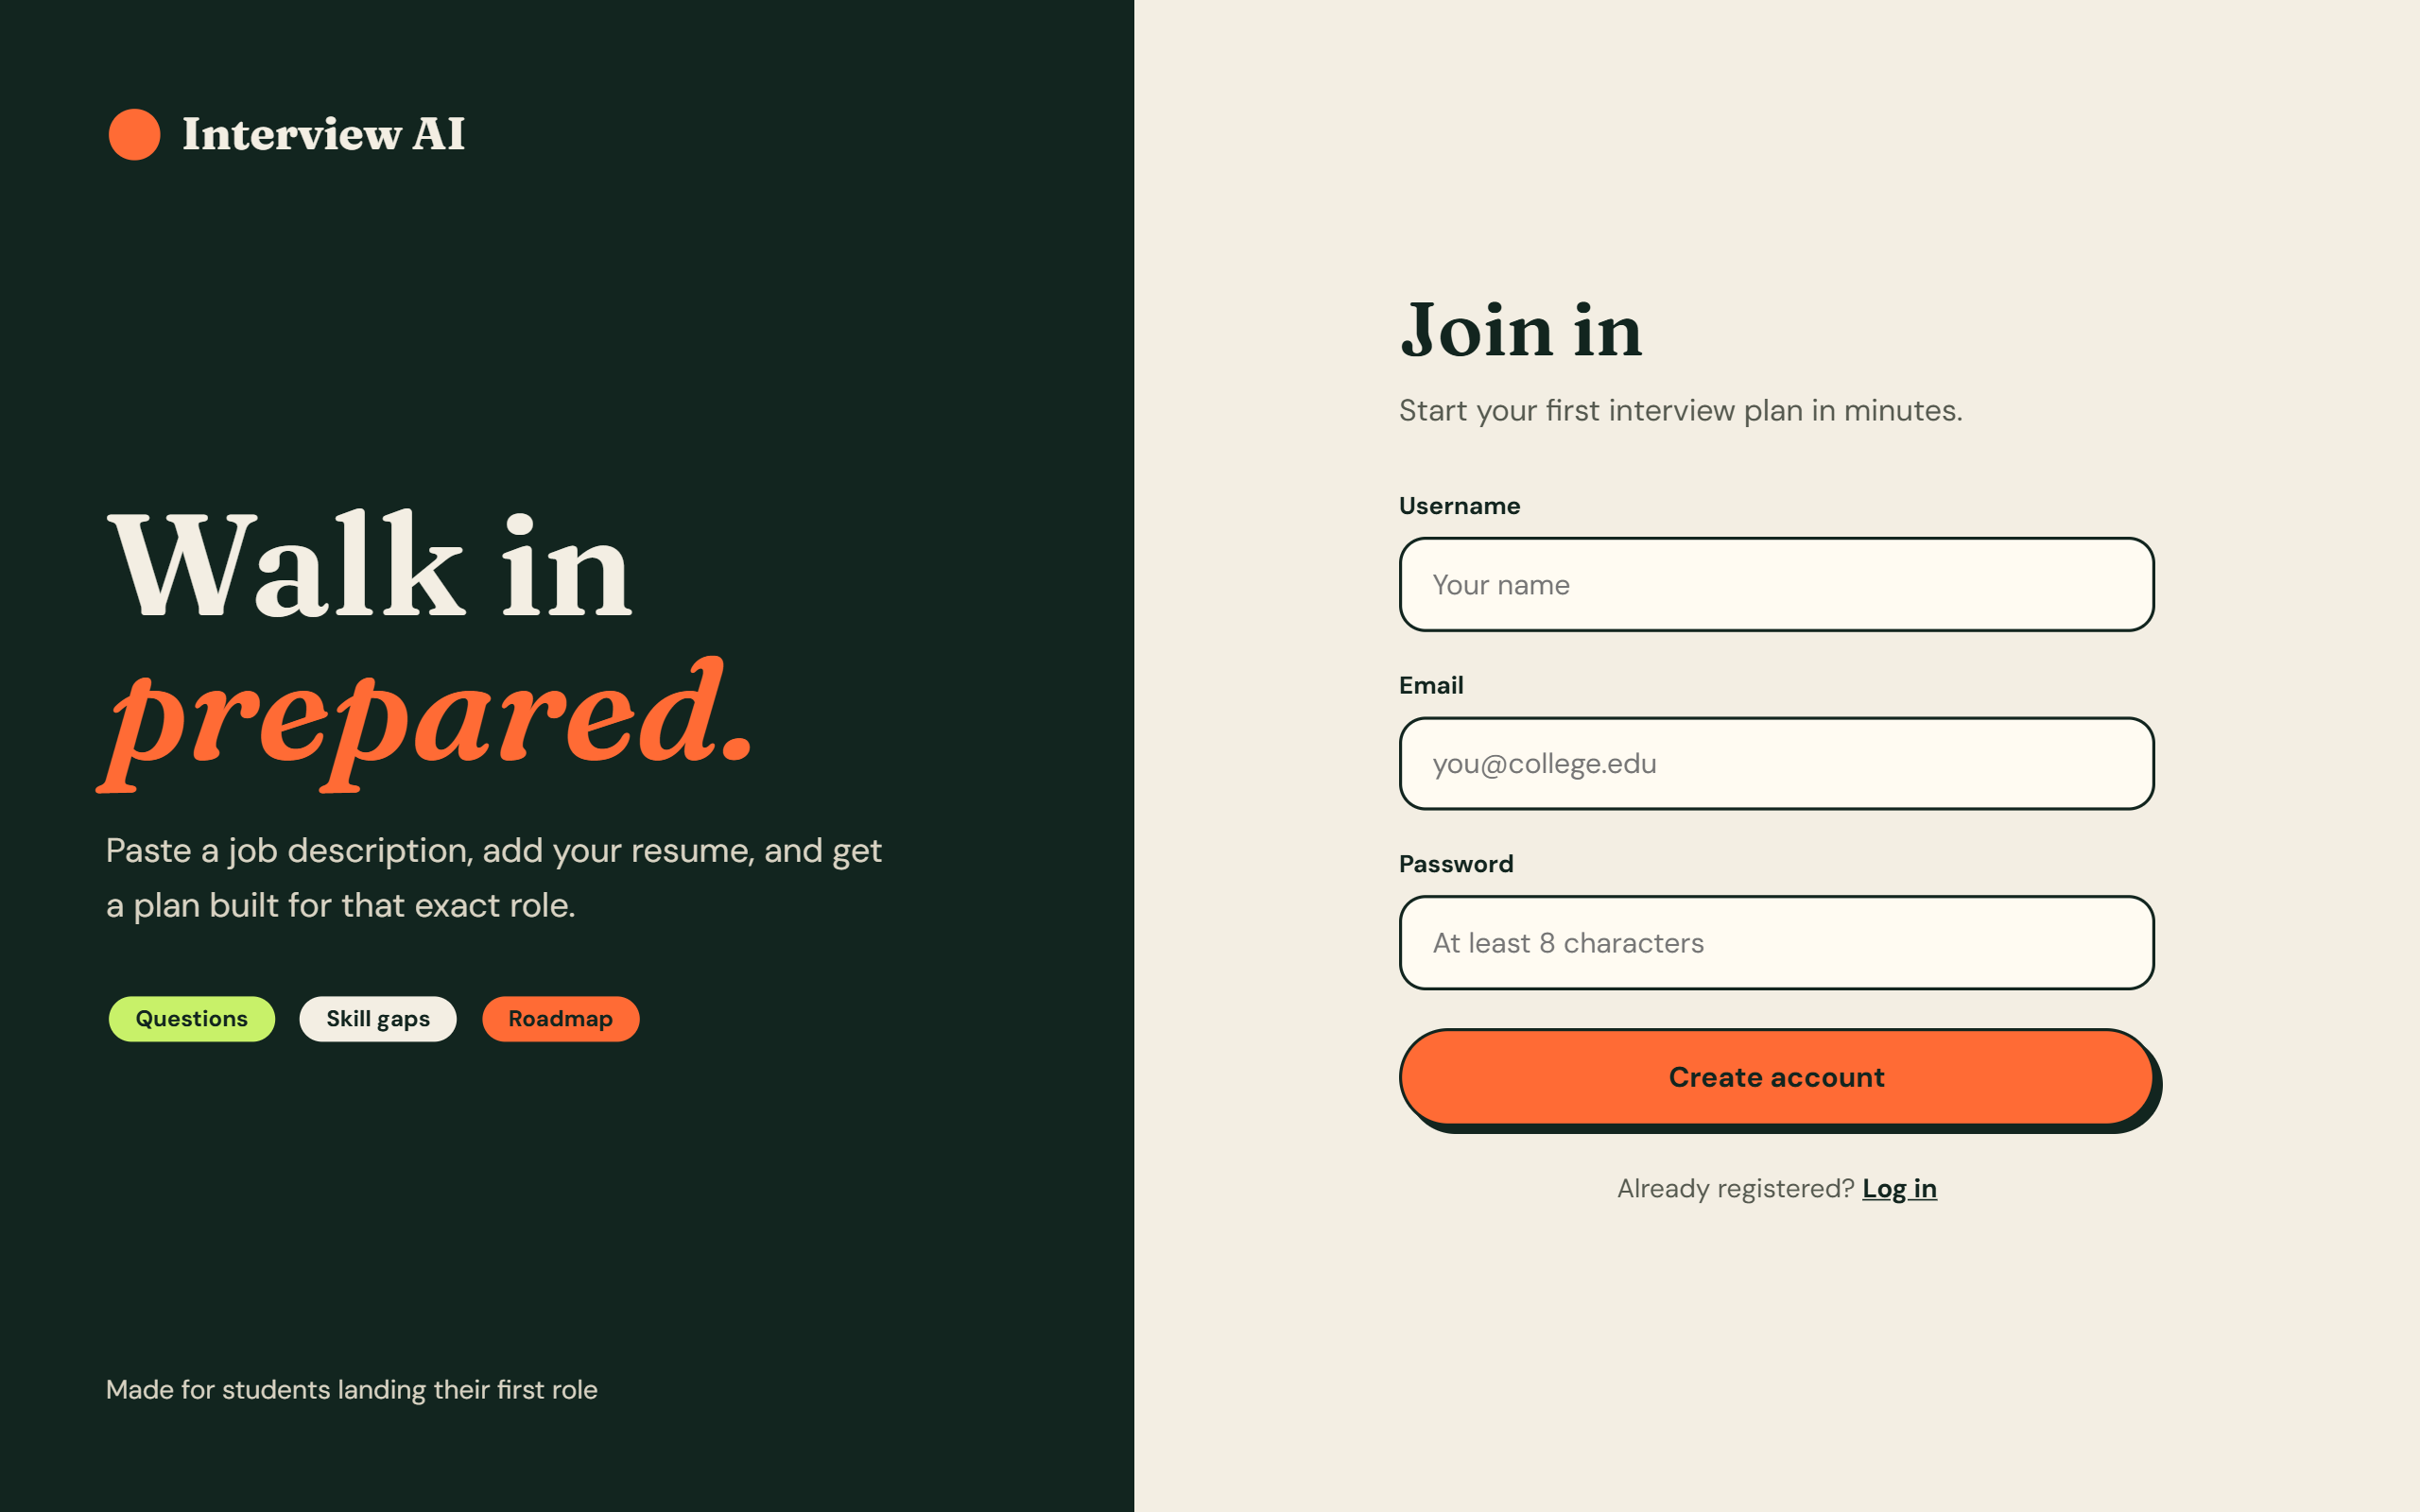 Interview AI
Walk in
prepared.
Paste a job description, add your resume, and get
a plan built for that exact role.
Questions
Skill gaps
Roadmap
Made for students landing their first role
Join in
Start your first interview plan in minutes.
Username
Your name
Email
you@college.edu
Password
At least 8 characters
Create account
Already registered? Log in